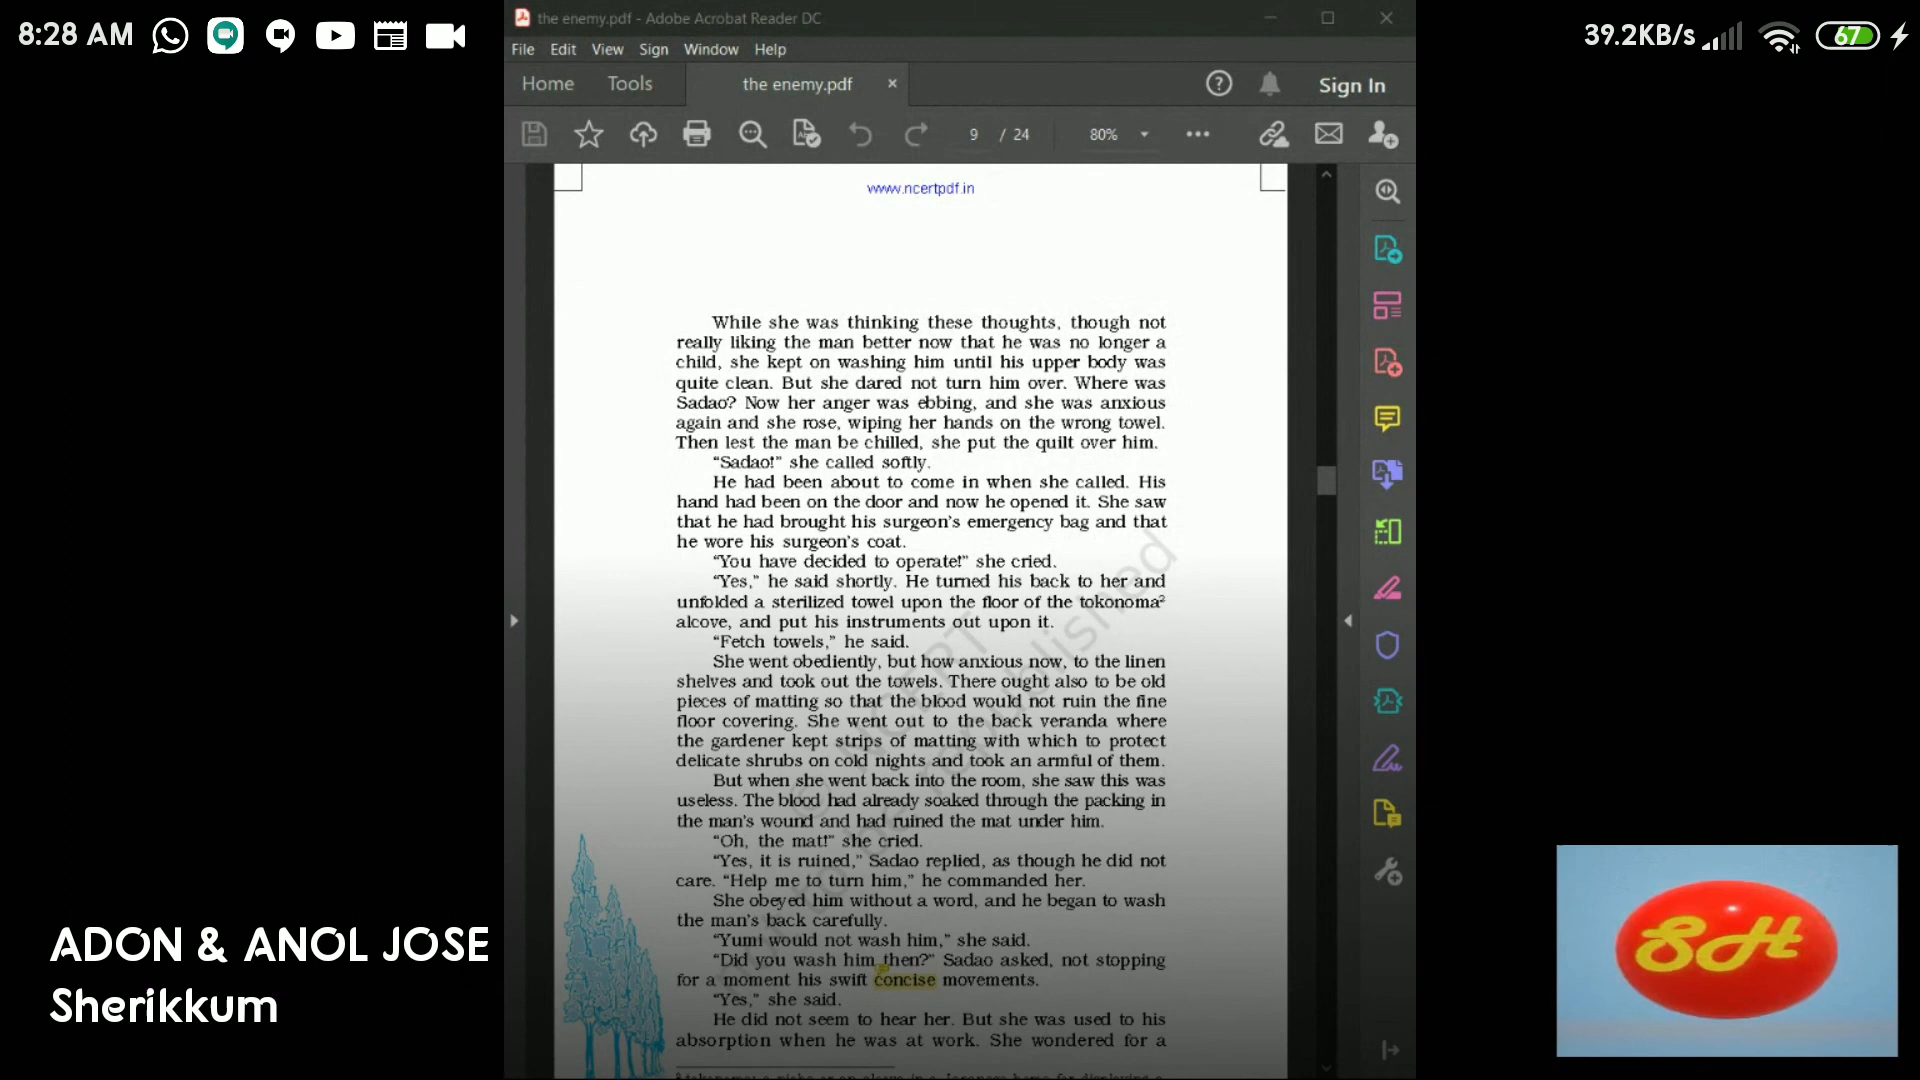 8:28 AM
39.2KB/s
67
the enemy.pdf - Adobe Acrobat Reader DC
File Edit View Sign Window Help
Home Tools the enemy.pdf Sign In
9 / 24 80%
www.ncertpdf.in
While she was thinking these thoughts, though not
really liking the man better now that he was no longer a
child, she kept on washing him until his upper body was
quite clean. But she dared not turn him over. Where was
Sadao? Now her anger was ebbing, and she was anxious
again and she rose, wiping her hands on the wrong towel.
Then lest the man be chilled, she put the quilt over him.
“Sadao!” she called softly.
He had been about to come in when she called. His
hand had been on the door and now he opened it. She saw
that he had brought his surgeon’s emergency bag and that
he wore his surgeon’s coat.
“You have decided to operate!” she cried.
“Yes,” he said shortly. He turned his back to her and
unfolded a sterilized towel upon the floor of the tokonoma²
alcove, and put his instruments out upon it.
“Fetch towels,” he said.
She went obediently, but how anxious now, to the linen
shelves and took out the towels. There ought also to be old
pieces of matting so that the blood would not ruin the fine
floor covering. She went out to the back veranda where
the gardener kept strips of matting with which to protect
delicate shrubs on cold nights and took an armful of them.
But when she went back into the room, she saw this was
useless. The blood had already soaked through the packing in
the man’s wound and had ruined the mat under him.
“Oh, the mat!” she cried.
“Yes, it is ruined,” Sadao replied, as though he did not
care. “Help me to turn him,” he commanded her.
She obeyed him without a word, and he began to wash
the man’s back carefully.
“Yumi would not wash him,” she said.
“Did you wash him then?” Sadao asked, not stopping
for a moment his swift concise movements.
“Yes,” she said.
He did not seem to hear her. But she was used to his
absorption when he was at work. She wondered for a
© NCERT
not to be republished
ADON & ANOL JOSE
Sherikkum
SH